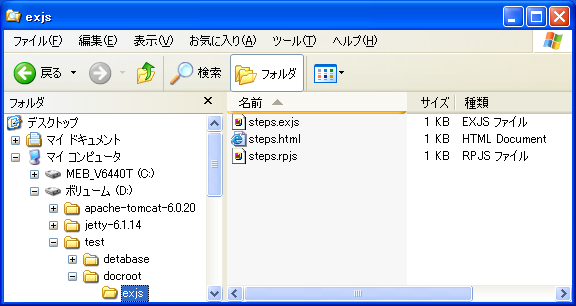 exjs
ファイル(F) 編集(E) 表示(V) お気に入り(A) ツール(T) ヘルプ(H)
戻る 検索 フォルダ
フォルダ
デスクトップ
マイ ドキュメント
マイ コンピュータ
MEB_V6440T (C:)
ボリューム (D:)
apache-tomcat-6.0.20
jetty-6.1.14
test
detabase
docroot
exjs
名前 サイズ 種類
steps.exjs 1 KB EXJS ファイル
steps.html 1 KB HTML Document
steps.rpjs 1 KB RPJS ファイル